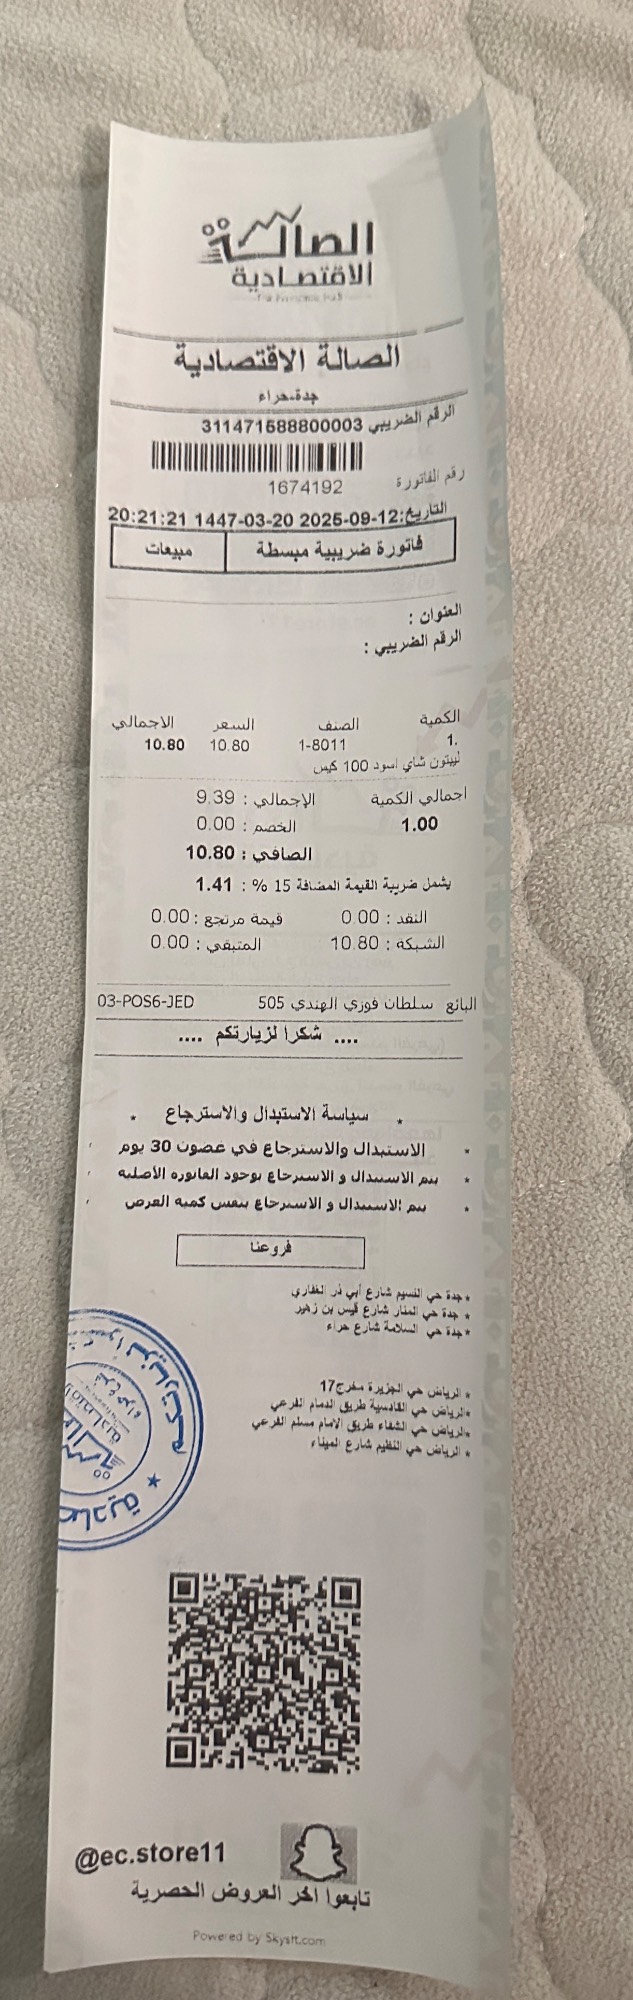 الصالة
الاقتصادية
الصالة الاقتصادية
جدة-حراء
الرقم الضريبي 311471588800003
رقم الفاتورة
1674192
التاريخ:12-09-2025 20-03-1447 20:21:21
فاتورة ضريبية مبسطة مبيعات
العنوان :
الرقم الضريبي :
الكمية الصنف السعر الاجمالي
1. 1-8011 10.80 10.80
ليبتون شاي اسود 100 كيس
اجمالي الكمية الإجمالي : 9.39
1.00 الخصم : 0.00
الصافي : 10.80
يشمل ضريبة القيمة المضافة 15 % : 1.41
النقد : 0.00 قيمة مرتجع : 0.00
الشبكة : 10.80 المتبقي : 0.00
البائع سلطان فوزي الهندي 505 03-POS6-JED
.... شكرا لزيارتكم ....
* سياسة الاستبدال والاسترجاع *
* الاستبدال والاسترجاع في غضون 30 يوم
* يتم الاستبدال و الاسترجاع بوجود الفاتورة الأصلية
* يتم الاستبدال و الاسترجاع بنفس كمية العرض
فروعنا
*جدة حي النسيم شارع أبي ذر الغفاري
* جدة حي المنار شارع قيس بن زهير
*جدة حي السلامة شارع حراء
* الرياض حي الجزيرة مخرج17
*الرياض حي القادسية طريق الدمام الفرعي
*الرياض حي الشفاء طريق الامام مسلم الفرعي
* الرياض حي النظيم شارع الميناء
@ec.store11
تابعوا اخر العروض الحصرية
Powered by Skysft.com